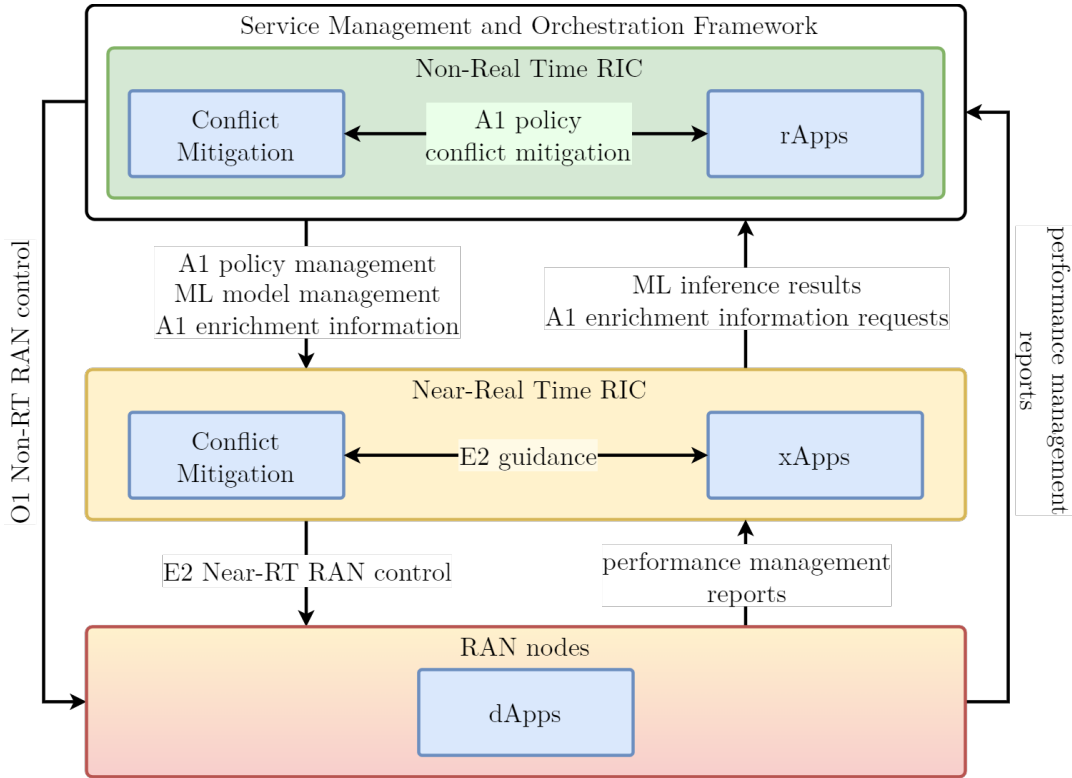 Service Management and Orchestration Framework
Non-Real Time RIC
Conflict
Mitigation
A1 policy
conflict mitigation
rApps
O1 Non-RT RAN control
A1 policy management
ML model management
A1 enrichment information
ML inference results
A1 enrichment information requests
performance management
reports
Near-Real Time RIC
Conflict
Mitigation
E2 guidance
xApps
E2 Near-RT RAN control
performance management
reports
RAN nodes
dApps